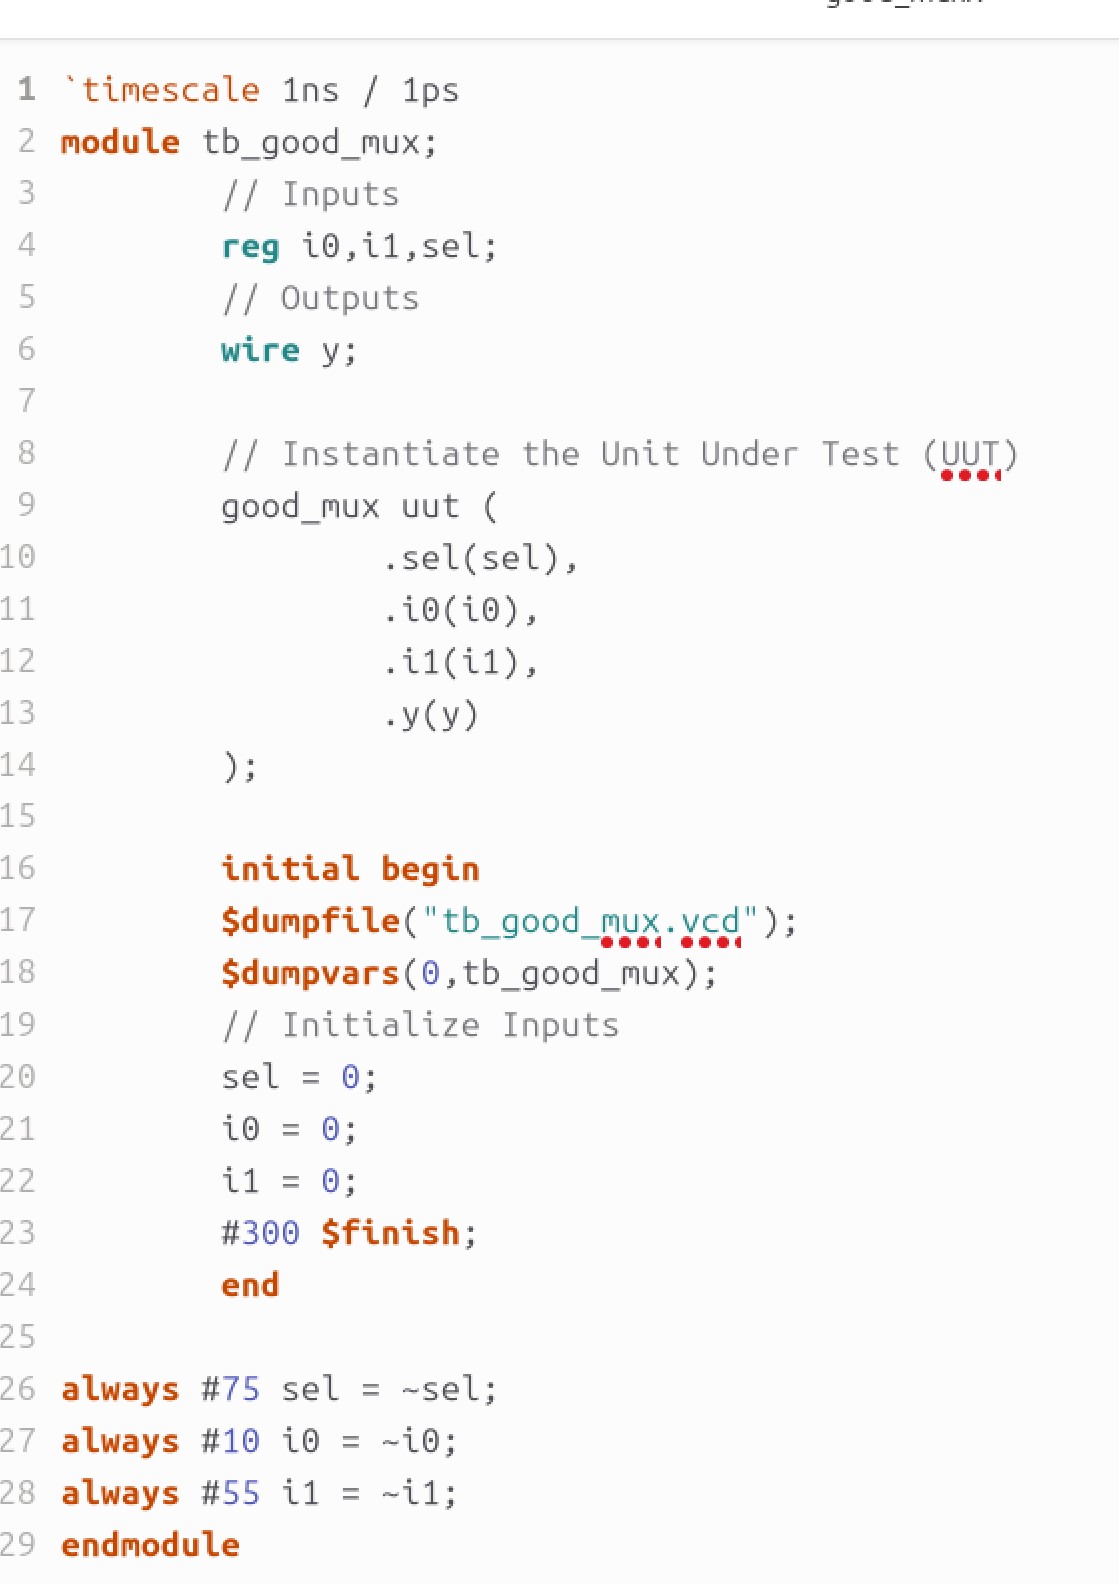 1 `timescale 1ns / 1ps
2 module tb_good_mux;
3 // Inputs
4 reg i0,i1,sel;
5 // Outputs
6 wire y;
7
8 // Instantiate the Unit Under Test (UUT)
9 good_mux uut (
10 .sel(sel),
11 .i0(i0),
12 .i1(i1),
13 .y(y)
14 );
15
16 initial begin
17 $dumpfile("tb_good_mux.vcd");
18 $dumpvars(0,tb_good_mux);
19 // Initialize Inputs
20 sel = 0;
21 i0 = 0;
22 i1 = 0;
23 #300 $finish;
24 end
25
26 always #75 sel = ~sel;
27 always #10 i0 = ~i0;
28 always #55 i1 = ~i1;
29 endmodule